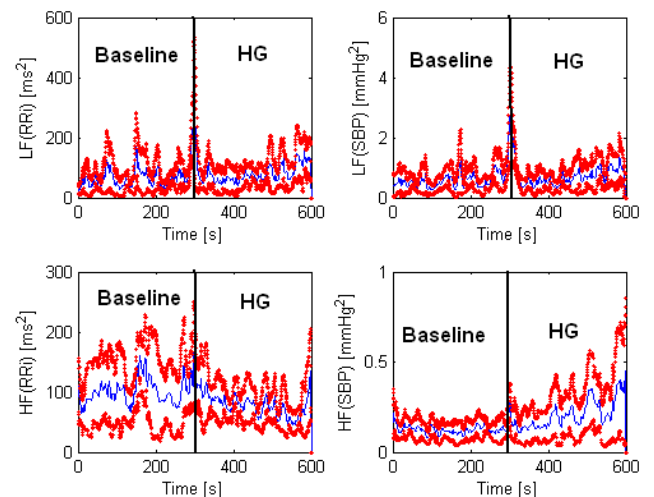 600
400
200
0
LF(RRi) [ms²]
Baseline
HG
0 200 400 600
Time [s]
6
4
2
0
LF(SBP) [mmHg²]
Baseline
HG
0 200 400 600
Time [s]
300
200
100
0
HF(RRi) [ms²]
Baseline
HG
0 200 400 600
Time [s]
1
0.5
0
HF(SBP) [mmHg²]
Baseline
HG
0 200 400 600
Time [s]